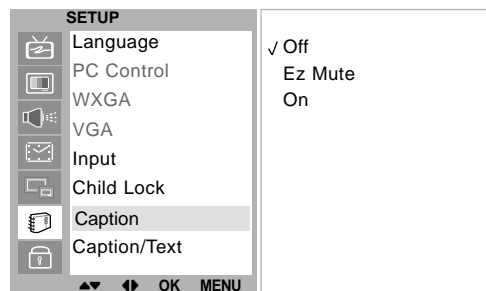 SETUP
Language
PC Control
WXGA
VGA
Input
Child Lock
Caption
Caption/Text
▲▼ ◀▶ OK MENU
√ Off
Ez Mute
On